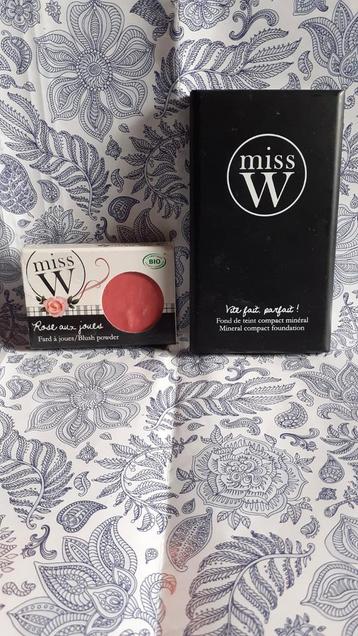 miss
W
BIO
Rose aux joues
Fard à joues/Blush powder
miss
W
Vite fait, parfait !
Fond de teint compact minéral
Mineral compact foundation